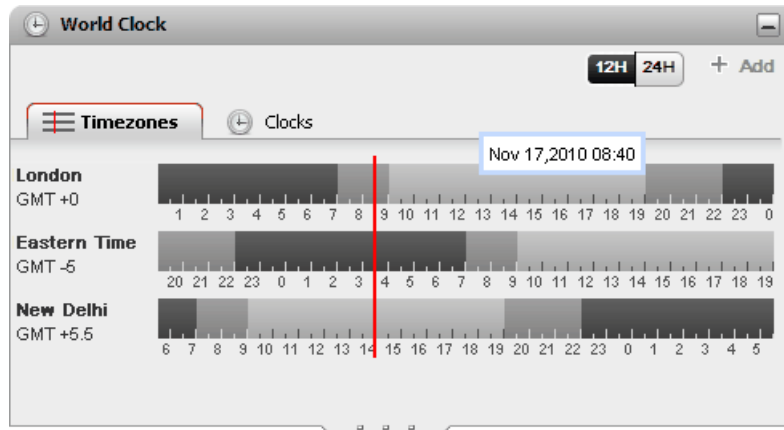 World Clock
12H 24H + Add
Timezones Clocks
Nov 17,2010 08:40
London
GMT +0
1 2 3 4 5 6 7 8 9 10 11 12 13 14 15 16 17 18 19 20 21 22 23 0
Eastern Time
GMT -5
20 21 22 23 0 1 2 3 4 5 6 7 8 9 10 11 12 13 14 15 16 17 18 19
New Delhi
GMT +5.5
6 7 8 9 10 11 12 13 14 15 16 17 18 19 20 21 22 23 0 1 2 3 4 5